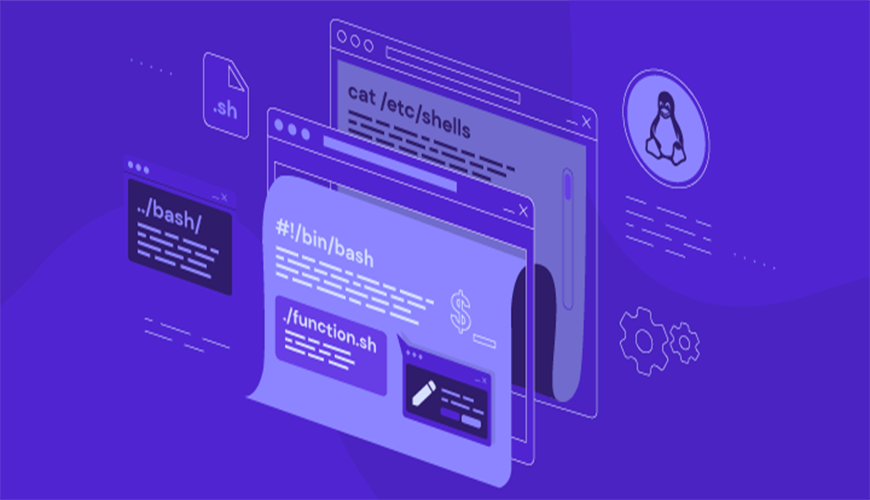 .sh
cat /etc/shells
../bash/
#!/bin/bash
$
./function.sh